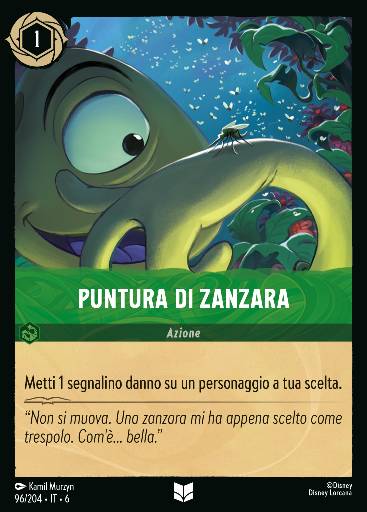 1
PUNTURA DI ZANZARA
Azione
Metti 1 segnalino danno su un personaggio a tua scelta.
“Non si muova. Una zanzara mi ha appena scelto come
trespolo. Com'è... bella.”
Kamil Murzyn
96/204 • IT • 6
©Disney
Disney Lorcana